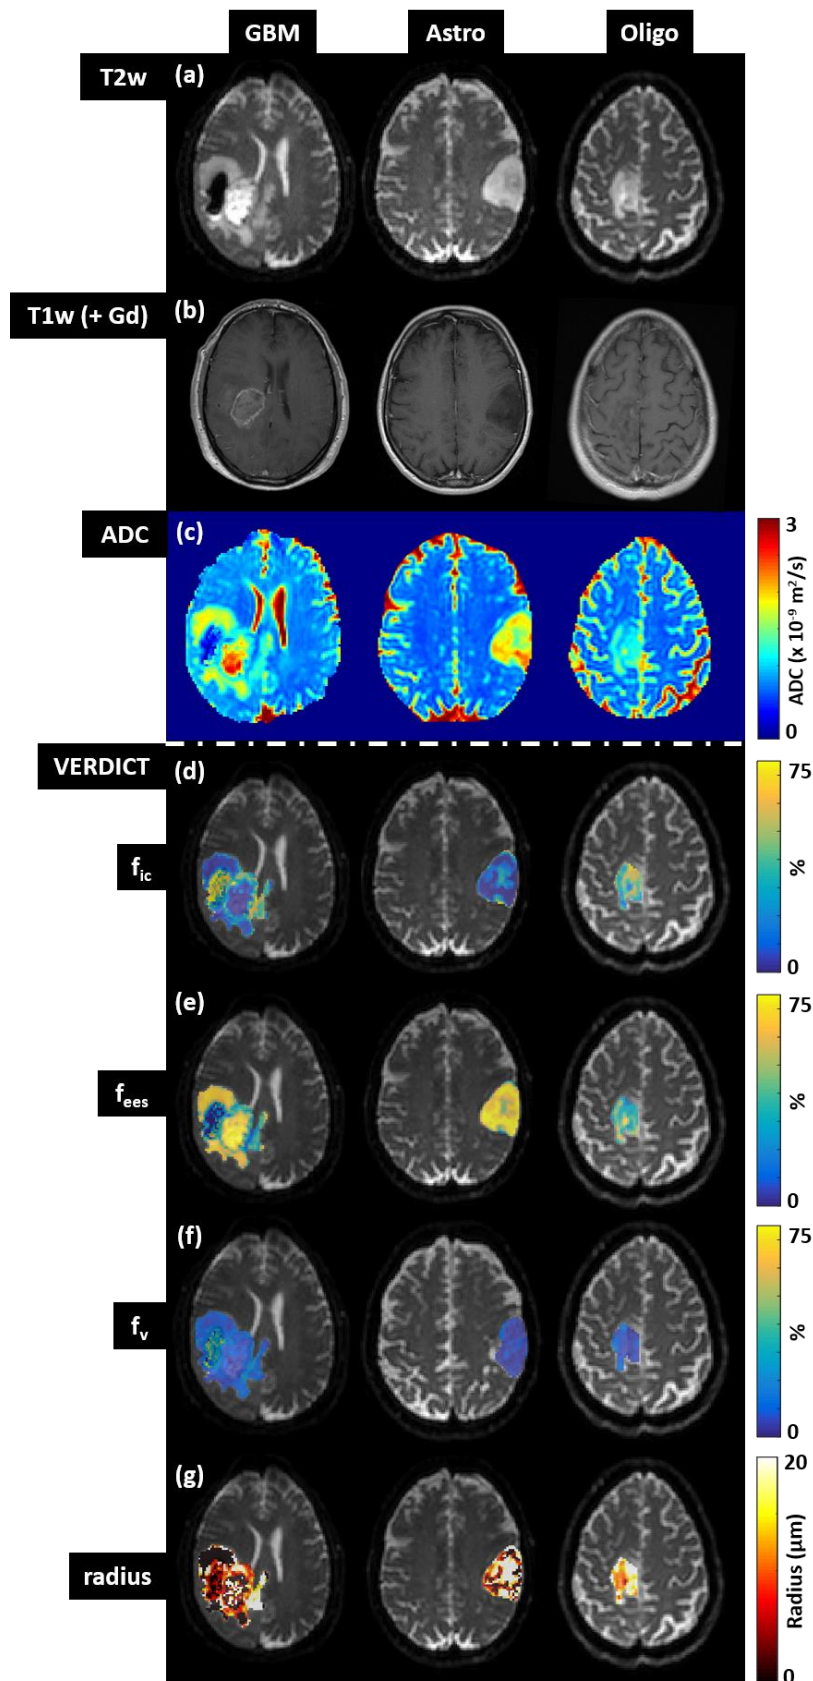 GBM Astro Oligo
T2w (a)
T1w (+ Gd) (b)
ADC (c)
3
ADC (x 10⁻⁹ m²/s)
0
VERDICT (d)
75
f_ic
%
0
(e)
75
f_ees
%
0
(f)
75
f_v
%
0
(g)
20
radius
Radius (µm)
0